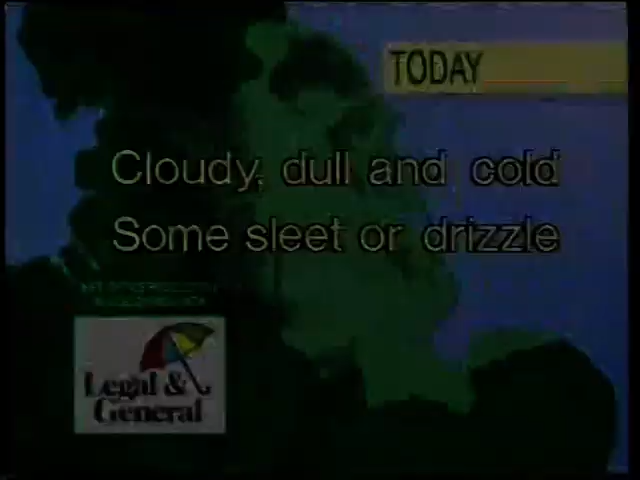 TODAY
Cloudy, dull and cold
Some sleet or drizzle
Legal &
General